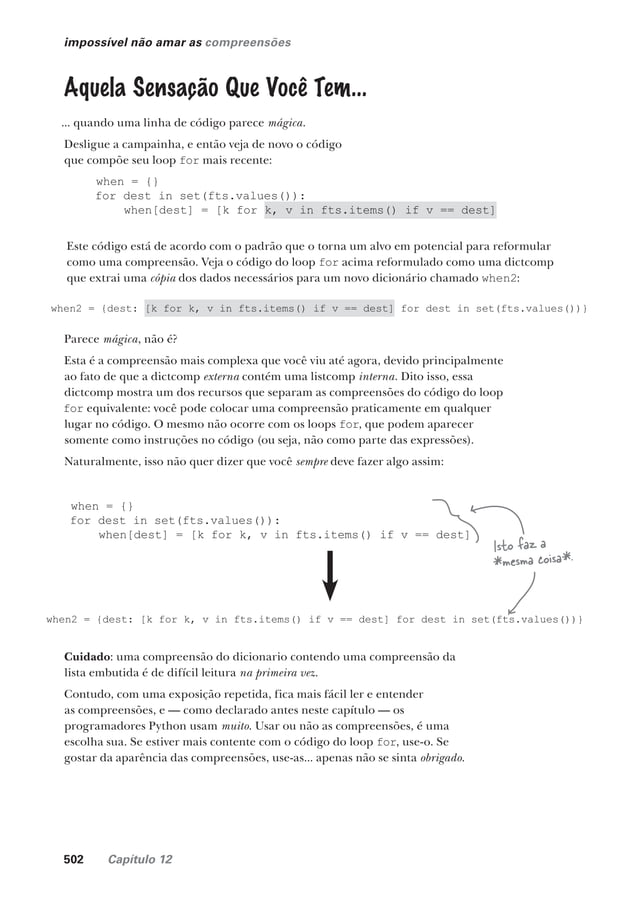 impossível não amar as compreensões
Aquela Sensação Que Você Tem...
... quando uma linha de código parece mágica.
Desligue a campainha, e então veja de novo o código
que compõe seu loop for mais recente:
when = {}
for dest in set(fts.values()):
when[dest] = [k for k, v in fts.items() if v == dest]
Este código está de acordo com o padrão que o torna um alvo em potencial para reformular
como uma compreensão. Veja o código do loop for acima reformulado como uma dictcomp
que extrai uma cópia dos dados necessários para um novo dicionário chamado when2:
when2 = {dest: [k for k, v in fts.items() if v == dest] for dest in set(fts.values())}
Parece mágica, não é?
Esta é a compreensão mais complexa que você viu até agora, devido principalmente
ao fato de que a dictcomp externa contém uma listcomp interna. Dito isso, essa
dictcomp mostra um dos recursos que separam as compreensões do código do loop
for equivalente: você pode colocar uma compreensão praticamente em qualquer
lugar no código. O mesmo não ocorre com os loops for, que podem aparecer
somente como instruções no código (ou seja, não como parte das expressões).
Naturalmente, isso não quer dizer que você sempre deve fazer algo assim:
when = {}
for dest in set(fts.values()):
when[dest] = [k for k, v in fts.items() if v == dest]
Isto faz a
*mesma coisa*.
when2 = {dest: [k for k, v in fts.items() if v == dest] for dest in set(fts.values())}
Cuidado: uma compreensão do dicionario contendo uma compreensão da
lista embutida é de difícil leitura na primeira vez.
Contudo, com uma exposição repetida, fica mais fácil ler e entender
as compreensões, e — como declarado antes neste capítulo — os
programadores Python usam muito. Usar ou não as compreensões, é uma
escolha sua. Se estiver mais contente com o código do loop for, use-o. Se
gostar da aparência das compreensões, use-as... apenas não se sinta obrigado.
502 Capítulo 12